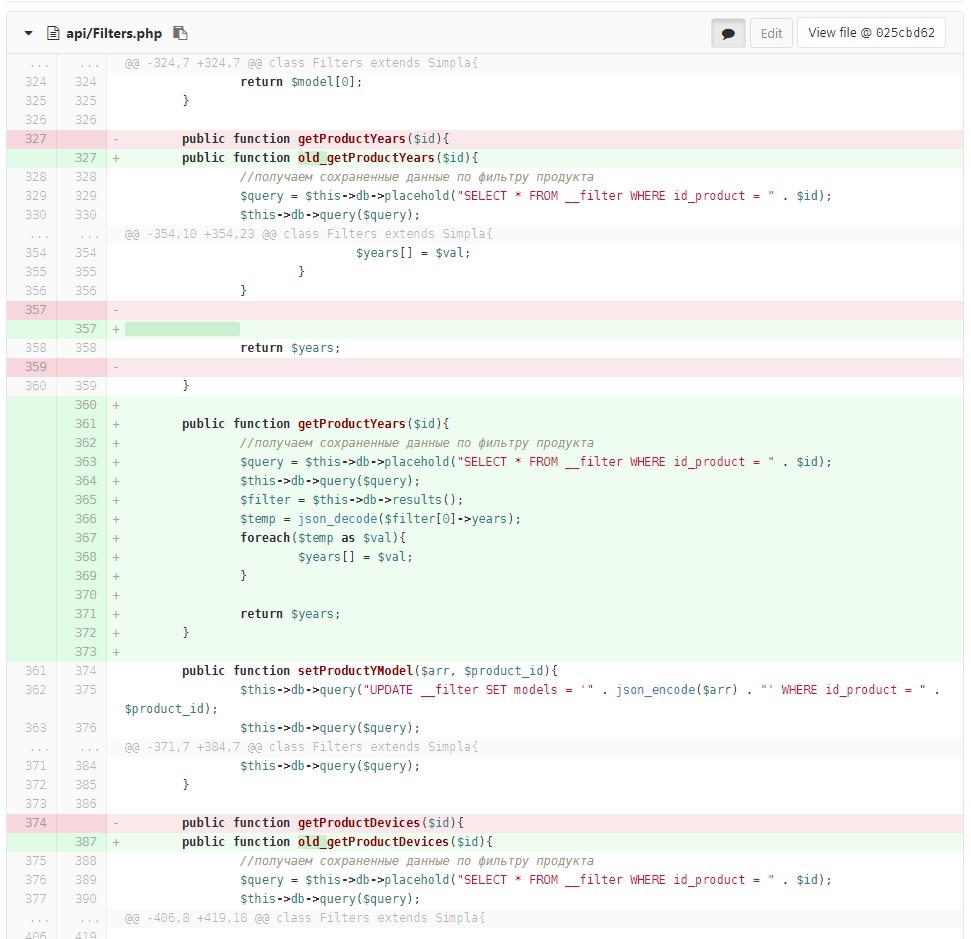 api/Filters.php Edit View file @ 025cbd62
... ... @@ -324,7 +324,7 @@ class Filters extends Simpla{
324 324 return $model[0];
325 325 }
326 326
327 - public function getProductYears($id){
327 + public function old_getProductYears($id){
328 328 //получаем сохраненные данные по фильтру продукта
329 329 $query = $this->db->placehold("SELECT * FROM __filter WHERE id_product = " . $id);
330 330 $this->db->query($query);
... ... @@ -354,10 +354,23 @@ class Filters extends Simpla{
354 354 $years[] = $val;
355 355 }
356 356 }
357 -
357 +
358 358 return $years;
359 -
360 359 }
360 +
361 + public function getProductYears($id){
362 + //получаем сохраненные данные по фильтру продукта
363 + $query = $this->db->placehold("SELECT * FROM __filter WHERE id_product = " . $id);
364 + $this->db->query($query);
365 + $filter = $this->db->results();
366 + $temp = json_decode($filter[0]->years);
367 + foreach($temp as $val){
368 + $years[] = $val;
369 + }
370 +
371 + return $years;
372 + }
373 +
361 374 public function setProductYModel($arr, $product_id){
362 375 $this->db->query("UPDATE __filter SET models = '" . json_encode($arr) . "' WHERE id_product = " .
$product_id);
363 376 $this->db->query($query);
... ... @@ -371,7 +384,7 @@ class Filters extends Simpla{
371 384 $this->db->query($query);
372 385 }
373 386
374 - public function getProductDevices($id){
387 + public function old_getProductDevices($id){
375 388 //получаем сохраненные данные по фильтру продукта
376 389 $query = $this->db->placehold("SELECT * FROM __filter WHERE id_product = " . $id);
377 390 $this->db->query($query);
... ... @@ -406,8 +419,18 @@ class Filters extends Simpla{
406 419